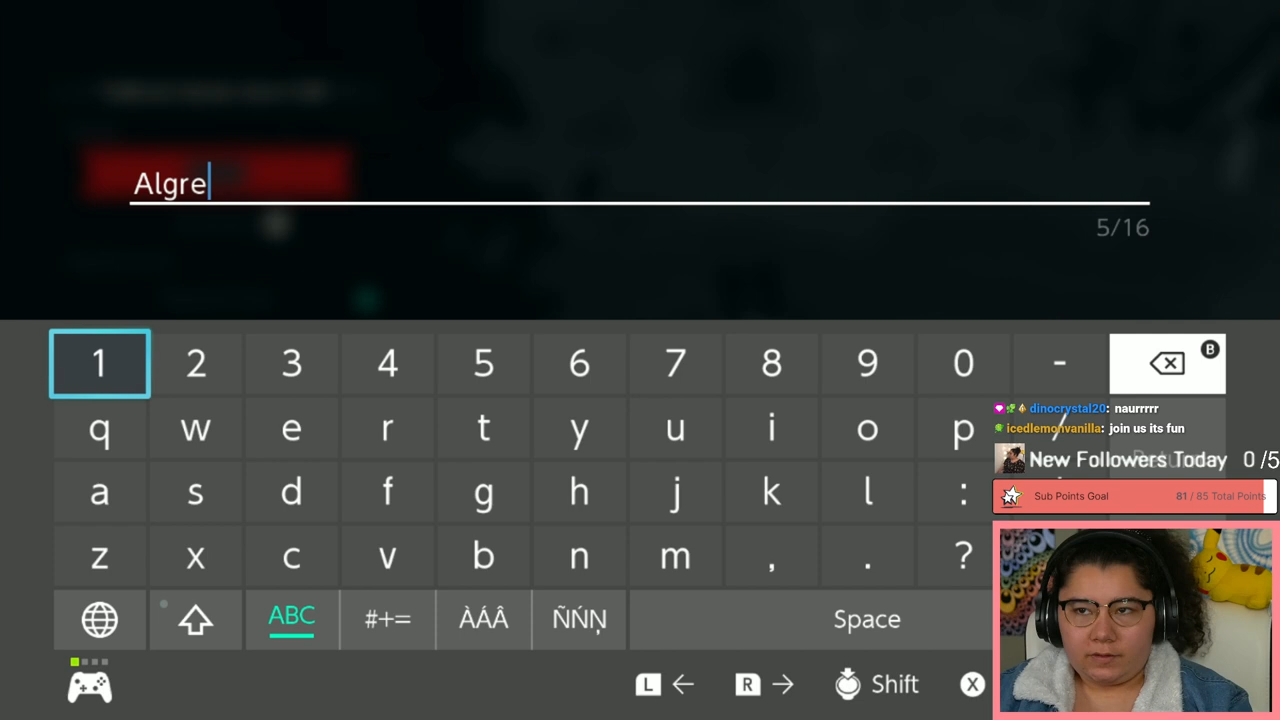 Algre
5/16
1 2 3 4 5 6 7 8 9 0 - B
q w e r t y u i o p /
a s d f g h j k l :
z x c v b n m , . ?
ABC #+= ÀÁÂ ÑŃŅ Space
L ← R → Shift X
dinocrystal20: naurrrrr
icedlemonvanilla: join us its fun
New Followers Today 0 /5
Sub Points Goal 81 / 85 Total Points